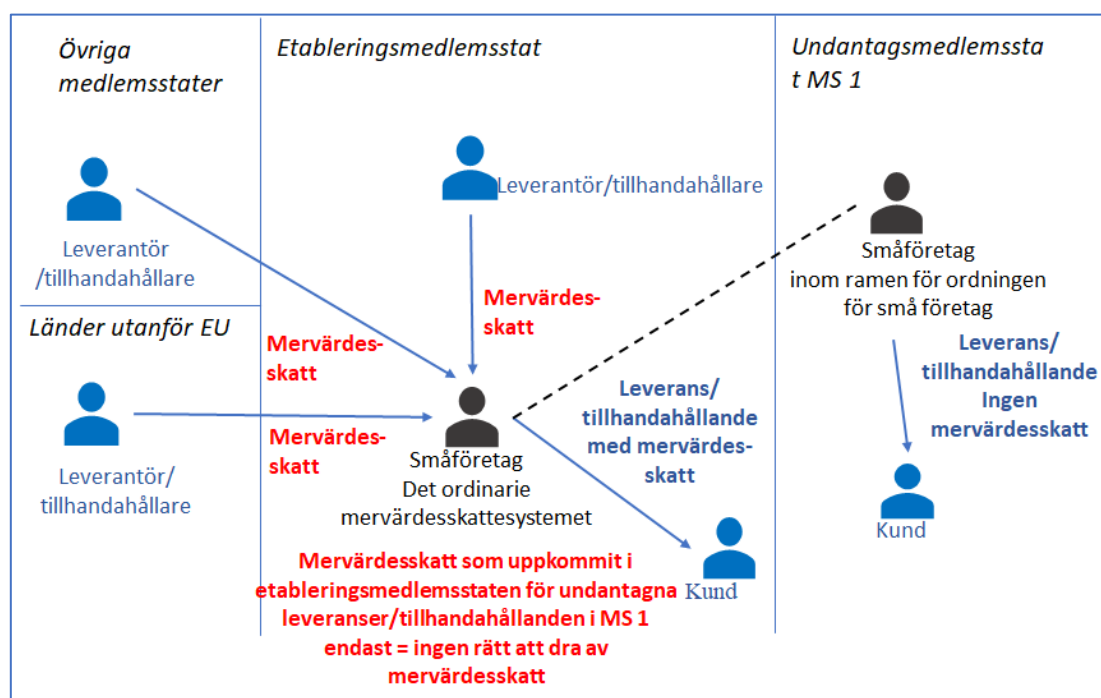 Övriga
medlemsstater
Leverantör
/tillhandahållare
Länder utanför EU
Leverantör/
tillhandahållare
Etableringsmedlemsstat
Leverantör/tillhandahållare
Mervärdes-
skatt
Mervärdes-
skatt
Mervärdes-
skatt
Småföretag
Det ordinarie
mervärdesskattesystemet
Leverans/
tillhandahållande
med mervärdes-
skatt
Kund
Mervärdesskatt som uppkommit i
etableringsmedlemsstaten för undantagna
leveranser/tillhandahållanden i MS 1
endast = ingen rätt att dra av
mervärdesskatt
Undantagsmedlemssta
t MS 1
Småföretag
inom ramen för ordningen
för små företag
Leverans/
tillhandahållande
Ingen
mervärdesskatt
Kund